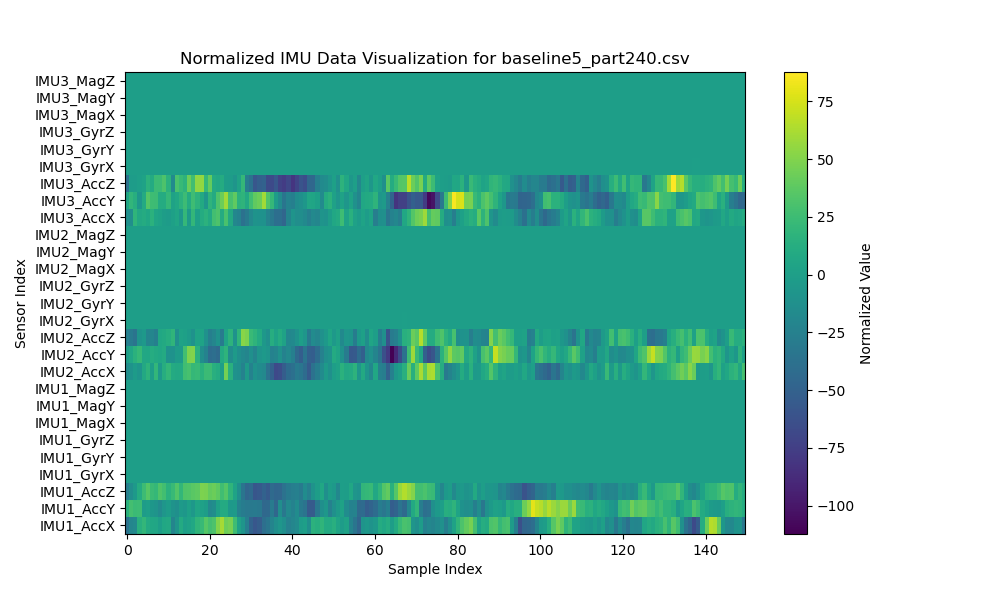 Normalized IMU Data Visualization for baseline5_part240.csv
IMU3_MagZ
IMU3_MagY
IMU3_MagX
IMU3_GyrZ
IMU3_GyrY
IMU3_GyrX
IMU3_AccZ
IMU3_AccY
IMU3_AccX
IMU2_MagZ
IMU2_MagY
IMU2_MagX
IMU2_GyrZ
IMU2_GyrY
IMU2_GyrX
IMU2_AccZ
IMU2_AccY
IMU2_AccX
IMU1_MagZ
IMU1_MagY
IMU1_MagX
IMU1_GyrZ
IMU1_GyrY
IMU1_GyrX
IMU1_AccZ
IMU1_AccY
IMU1_AccX
Sensor Index
0 20 40 60 80 100 120 140
Sample Index
75
50
25
0
−25
−50
−75
−100
Normalized Value